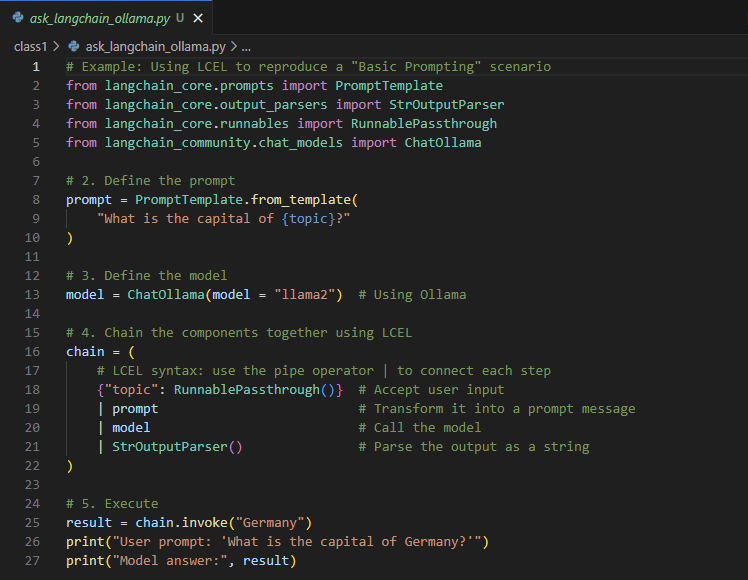 ask_langchain_ollama.py U ×
class1 > ask_langchain_ollama.py > ...
1 # Example: Using LCEL to reproduce a "Basic Prompting" scenario
2 from langchain_core.prompts import PromptTemplate
3 from langchain_core.output_parsers import StrOutputParser
4 from langchain_core.runnables import RunnablePassthrough
5 from langchain_community.chat_models import ChatOllama
6
7 # 2. Define the prompt
8 prompt = PromptTemplate.from_template(
9     "What is the capital of {topic}?"
10 )
11
12 # 3. Define the model
13 model = ChatOllama(model = "llama2")  # Using Ollama
14
15 # 4. Chain the components together using LCEL
16 chain = (
17     # LCEL syntax: use the pipe operator | to connect each step
18     {"topic": RunnablePassthrough()}  # Accept user input
19     | prompt                          # Transform it into a prompt message
20     | model                           # Call the model
21     | StrOutputParser()               # Parse the output as a string
22 )
23
24 # 5. Execute
25 result = chain.invoke("Germany")
26 print("User prompt: 'What is the capital of Germany?'")
27 print("Model answer:", result)